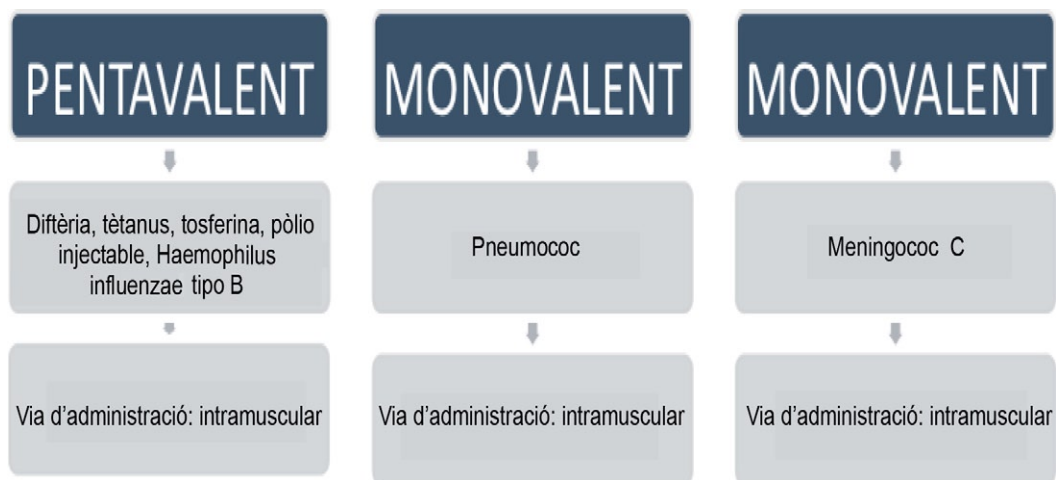 PENTAVALENT
Diftèria, tètanus, tosferina, pòlio
injectable, Haemophilus
influenzae tipo B
Via d’administració: intramuscular
MONOVALENT
Pneumococ
Via d’administració: intramuscular
MONOVALENT
Meningococ C
Via d’administració: intramuscular